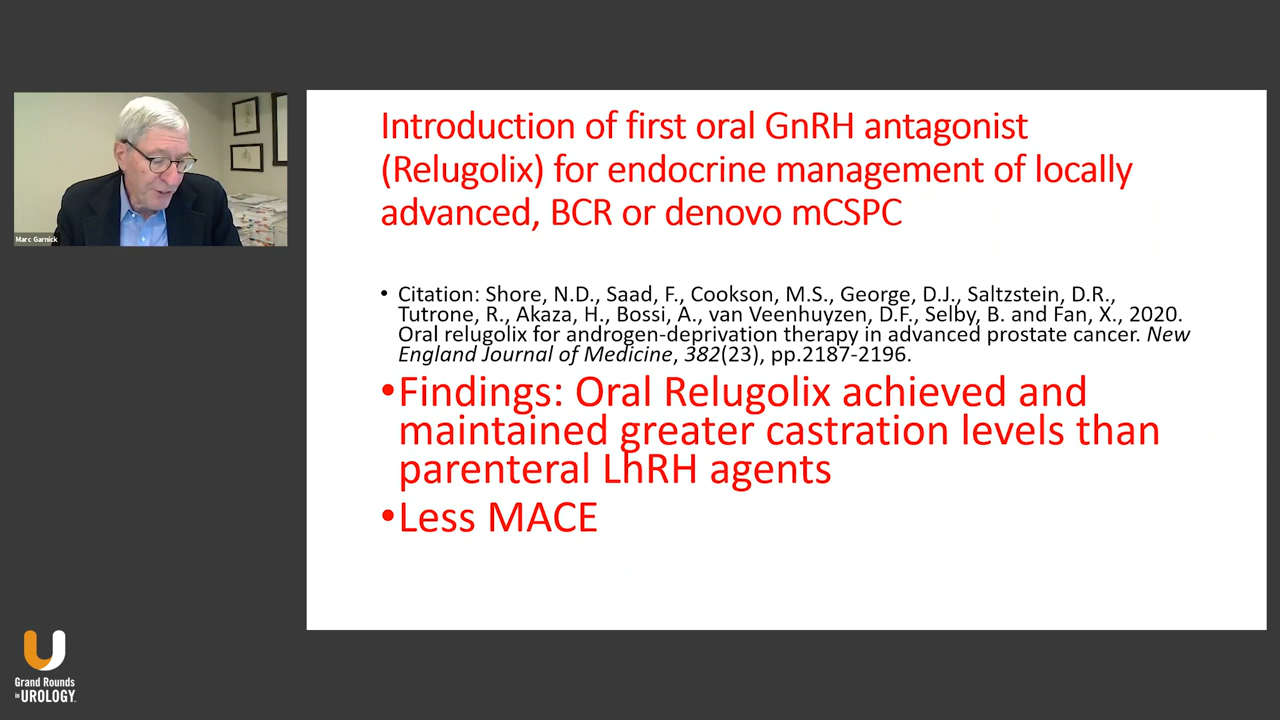 Introduction of first oral GnRH antagonist
(Relugolix) for endocrine management of locally
advanced, BCR or denovo mCSPC
Marc Garnick
• Citation: Shore, N.D., Saad, F., Cookson, M.S., George, D.J., Saltzstein, D.R.,
Tutrone, R., Akaza, H., Bossi, A., van Veenhuyzen, D.F., Selby, B. and Fan, X., 2020.
Oral relugolix for androgen-deprivation therapy in advanced prostate cancer. New
England Journal of Medicine, 382(23), pp.2187-2196.
•Findings: Oral Relugolix achieved and
maintained greater castration levels than
parenteral LhRH agents
•Less MACE
Grand Rounds
in UROLOGY